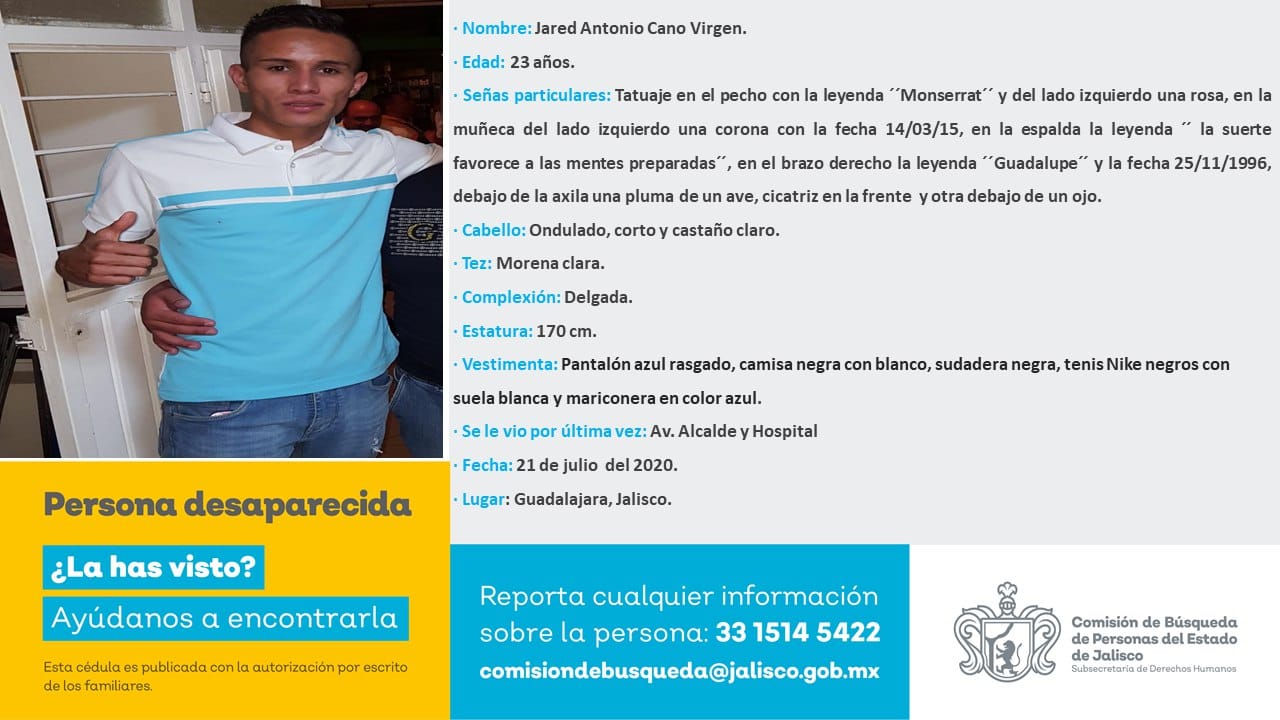 · Nombre: Jared Antonio Cano Virgen.
· Edad: 23 años.
· Señas particulares: Tatuaje en el pecho con la leyenda ´´Monserrat´´ y del lado izquierdo una rosa, en la
muñeca del lado izquierdo una corona con la fecha 14/03/15, en la espalda la leyenda ´´ la suerte
favorece a las mentes preparadas´´, en el brazo derecho la leyenda ´´Guadalupe´´ y la fecha 25/11/1996,
debajo de la axila una pluma de un ave, cicatriz en la frente y otra debajo de un ojo.
· Cabello: Ondulado, corto y castaño claro.
· Tez: Morena clara.
· Complexión: Delgada.
· Estatura: 170 cm.
· Vestimenta: Pantalón azul rasgado, camisa negra con blanco, sudadera negra, tenis Nike negros con
suela blanca y mariconera en color azul.
· Se le vio por última vez: Av. Alcalde y Hospital
· Fecha: 21 de julio del 2020.
· Lugar: Guadalajara, Jalisco.
Persona desaparecida
¿La has visto?
Ayúdanos a encontrarla
Esta cédula es publicada con la autorización por escrito
de los familiares.
Reporta cualquier información
sobre la persona: 33 1514 5422
comisiondebusqueda@jalisco.gob.mx
Comisión de Búsqueda
de Personas del Estado
de Jalisco
Subsecretaría de Derechos Humanos